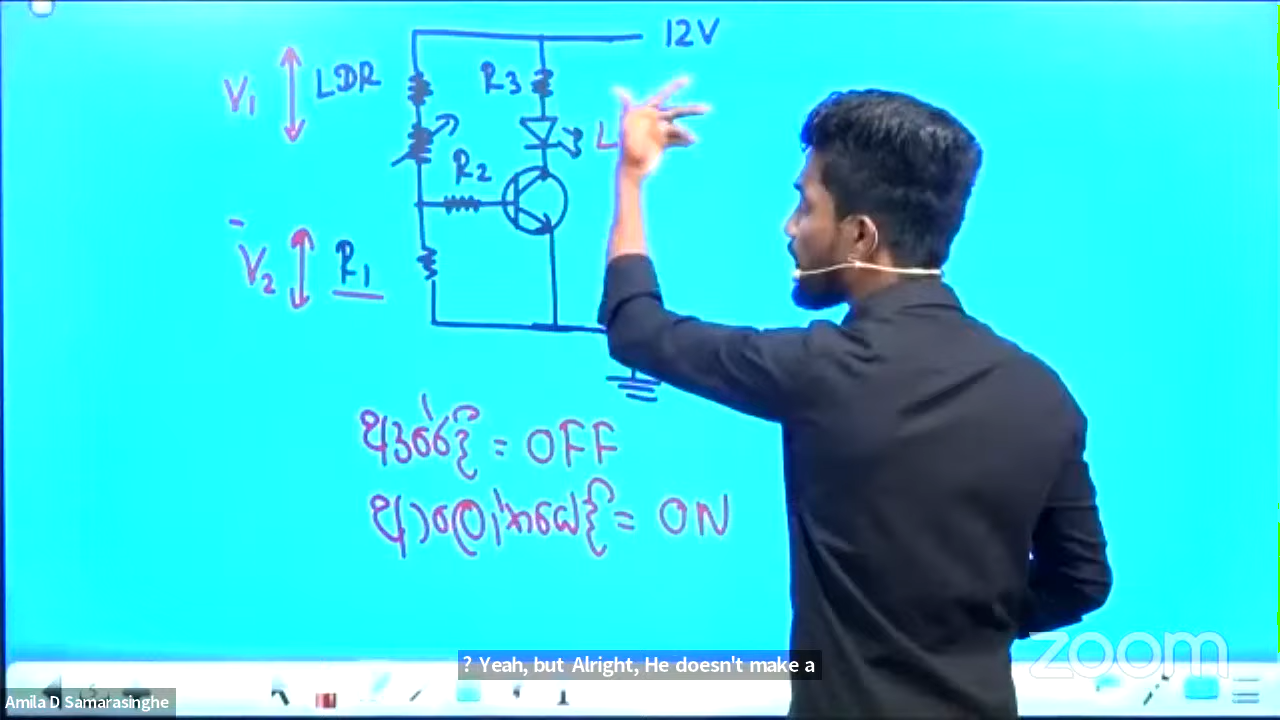 12V
V₁ LDR R3
L
R2
V₂ R₁
අඳුරේදී = OFF
ආලෝකයේදී = ON
zoom
? Yeah, but Alright, He doesn't make a
Amila D Samarasinghe